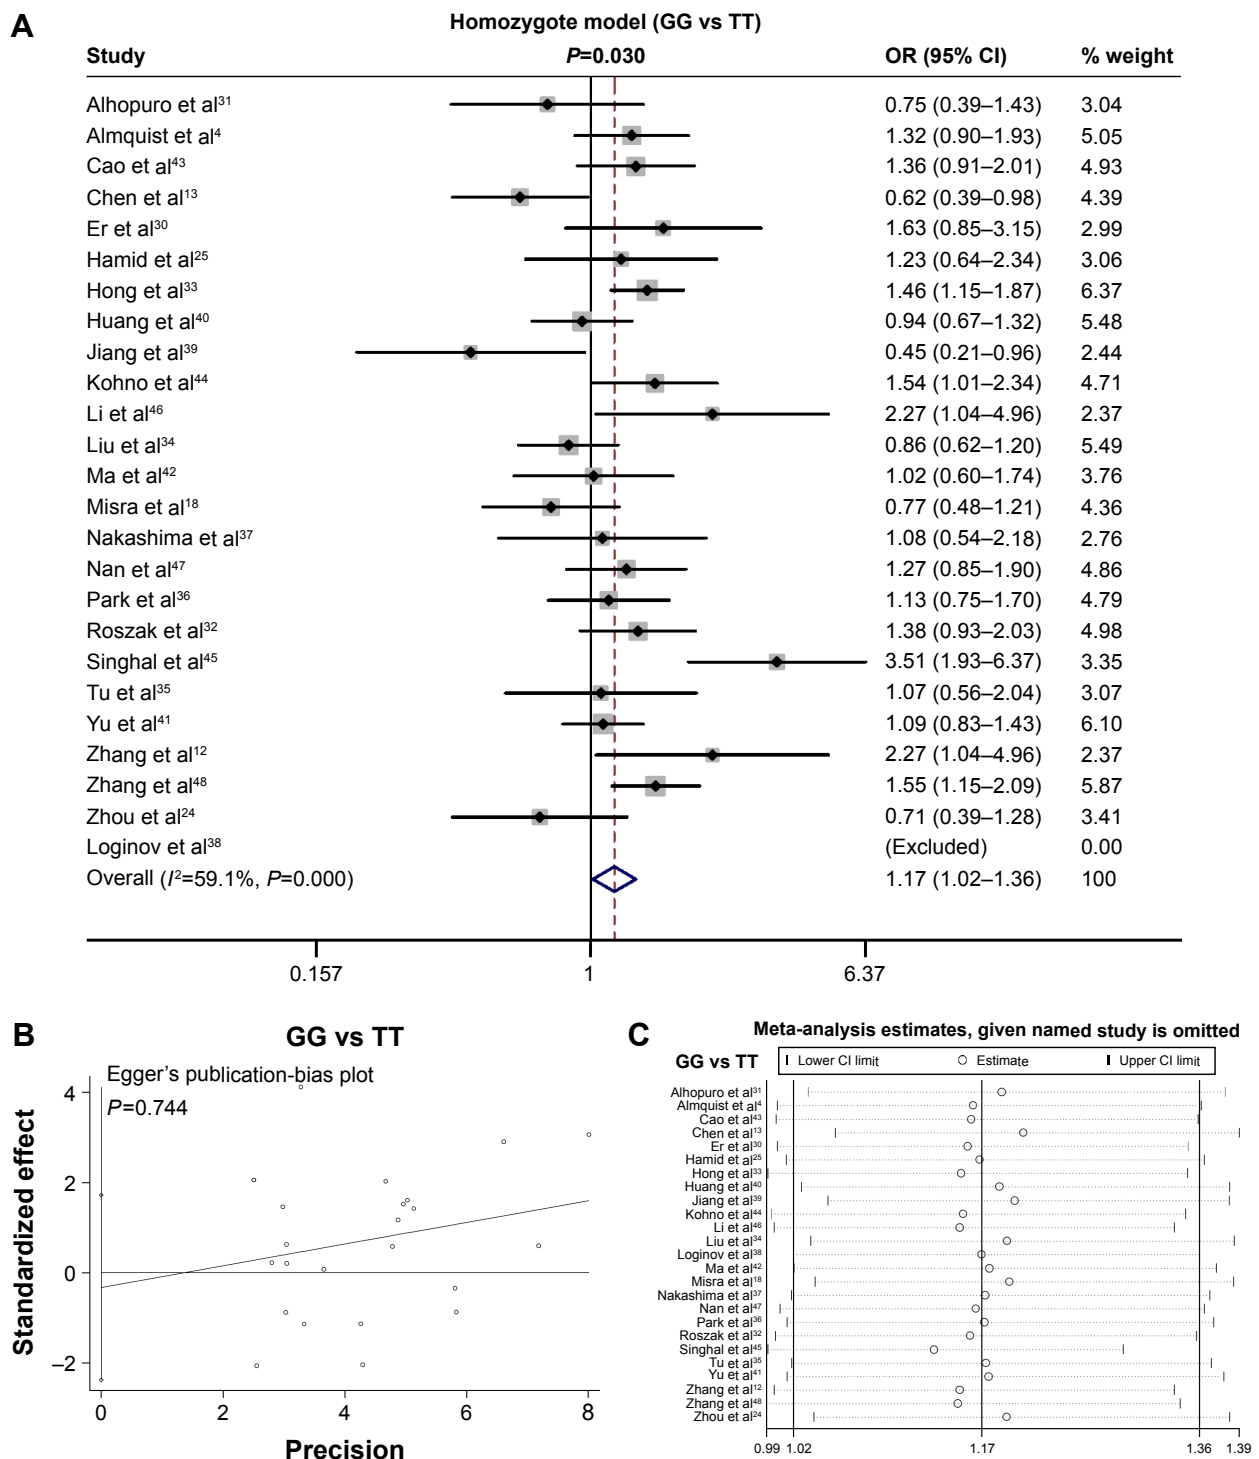 A
Homozygote model (GG vs TT)
Study P=0.030 OR (95% CI) % weight
Alhopuro et al31 0.75 (0.39–1.43) 3.04
Almquist et al4 1.32 (0.90–1.93) 5.05
Cao et al43 1.36 (0.91–2.01) 4.93
Chen et al13 0.62 (0.39–0.98) 4.39
Er et al30 1.63 (0.85–3.15) 2.99
Hamid et al25 1.23 (0.64–2.34) 3.06
Hong et al33 1.46 (1.15–1.87) 6.37
Huang et al40 0.94 (0.67–1.32) 5.48
Jiang et al39 0.45 (0.21–0.96) 2.44
Kohno et al44 1.54 (1.01–2.34) 4.71
Li et al46 2.27 (1.04–4.96) 2.37
Liu et al34 0.86 (0.62–1.20) 5.49
Ma et al42 1.02 (0.60–1.74) 3.76
Misra et al18 0.77 (0.48–1.21) 4.36
Nakashima et al37 1.08 (0.54–2.18) 2.76
Nan et al47 1.27 (0.85–1.90) 4.86
Park et al36 1.13 (0.75–1.70) 4.79
Roszak et al32 1.38 (0.93–2.03) 4.98
Singhal et al45 3.51 (1.93–6.37) 3.35
Tu et al35 1.07 (0.56–2.04) 3.07
Yu et al41 1.09 (0.83–1.43) 6.10
Zhang et al12 2.27 (1.04–4.96) 2.37
Zhang et al48 1.55 (1.15–2.09) 5.87
Zhou et al24 0.71 (0.39–1.28) 3.41
Loginov et al38 (Excluded) 0.00
Overall (I2=59.1%, P=0.000) 1.17 (1.02–1.36) 100
0.157 1 6.37
B
GG vs TT
Egger's publication-bias plot
P=0.744
Standardized effect
4
2
0
–2
0 2 4 6 8
Precision
C
Meta-analysis estimates, given named study is omitted
GG vs TT
Lower CI limit Estimate Upper CI limit
Alhopuro et al31
Almquist et al4
Cao et al43
Chen et al13
Er et al30
Hamid et al25
Hong et al33
Huang et al40
Jiang et al39
Kohno et al44
Li et al46
Liu et al34
Loginov et al38
Ma et al42
Misra et al18
Nakashima et al37
Nan et al47
Park et al36
Roszak et al32
Singhal et al45
Tu et al35
Yu et al41
Zhang et al12
Zhang et al48
Zhou et al24
0.99 1.02 1.17 1.36 1.39